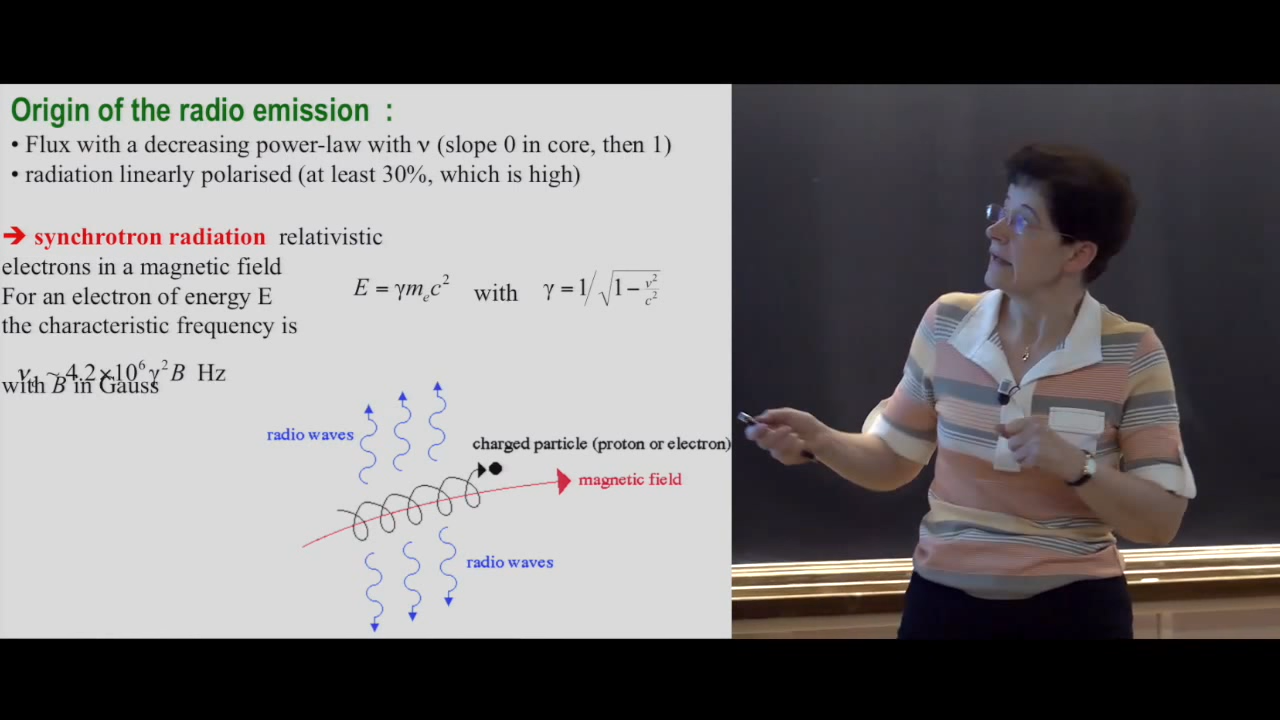 Origin of the radio emission :
• Flux with a decreasing power-law with ν (slope 0 in core, then 1)
• radiation linearly polarised (at least 30%, which is high)
➔ synchrotron radiation relativistic
electrons in a magnetic field
For an electron of energy E
the characteristic frequency is
E = γmₑc² with γ = 1/√(1 − v²/c²)
~ 4.2×10⁶ γ² B Hz
with B in Gauss
radio waves
charged particle (proton or electron)
magnetic field
radio waves